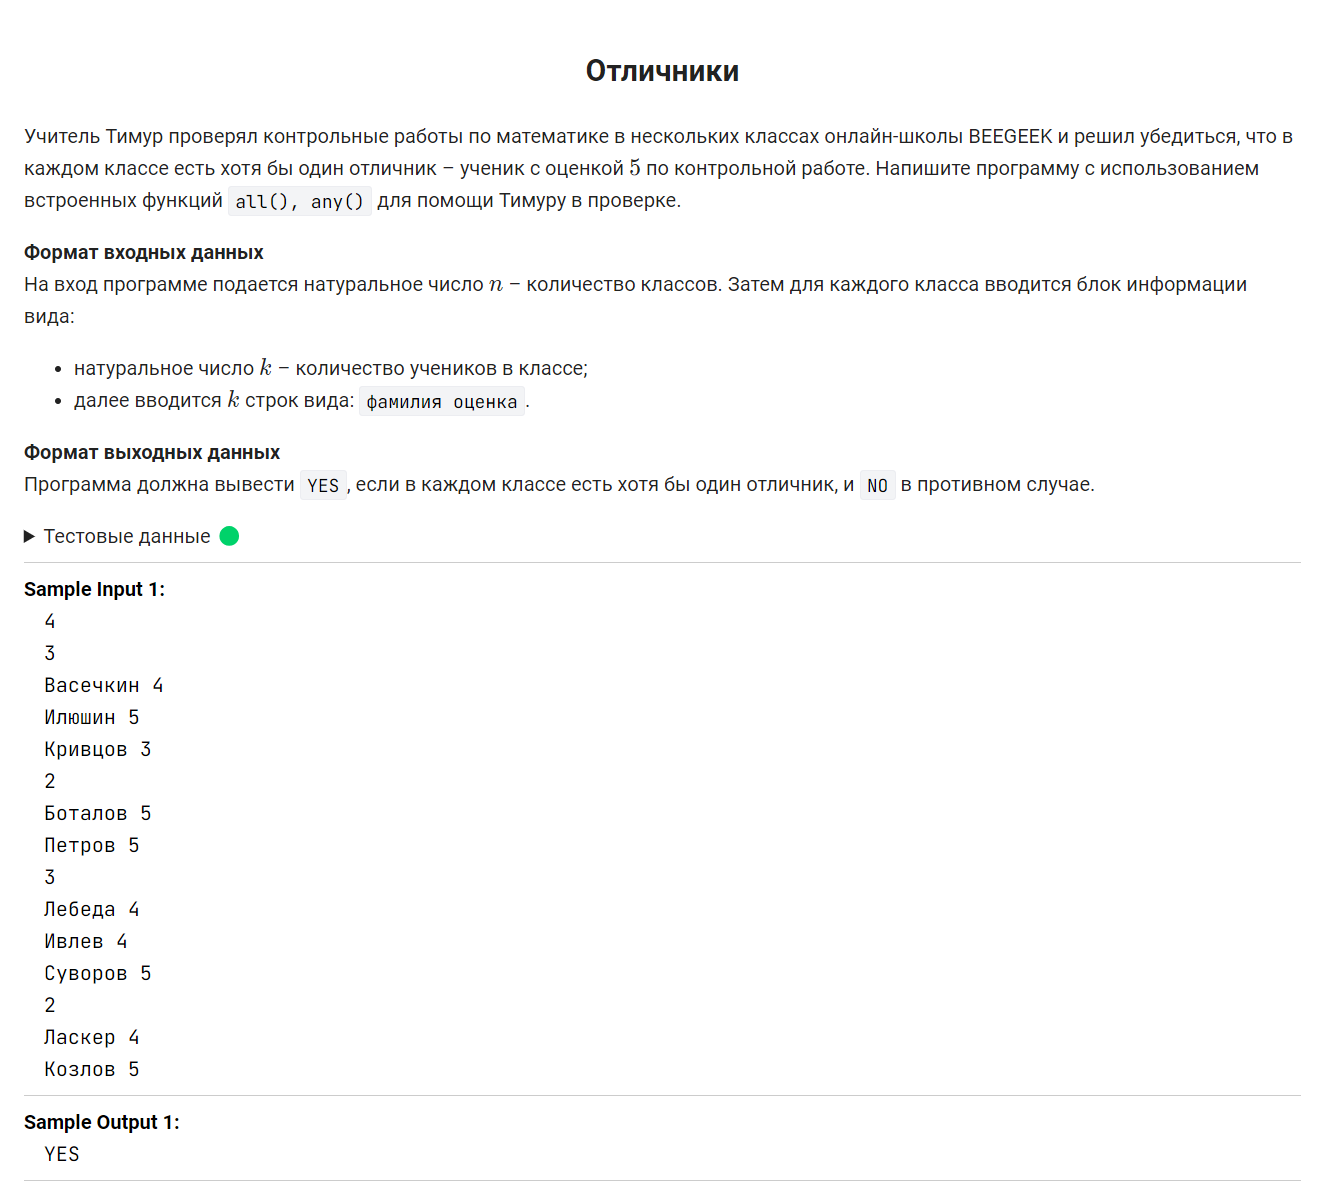 Отличники
Учитель Тимур проверял контрольные работы по математике в нескольких классах онлайн-школы BEEGEEK и решил убедиться, что в
каждом классе есть хотя бы один отличник – ученик с оценкой 5 по контрольной работе. Напишите программу с использованием
встроенных функций all(), any() для помощи Тимуру в проверке.
Формат входных данных
На вход программе подается натуральное число n – количество классов. Затем для каждого класса вводится блок информации
вида:
• натуральное число k – количество учеников в классе;
• далее вводится k строк вида: фамилия оценка.
Формат выходных данных
Программа должна вывести YES, если в каждом классе есть хотя бы один отличник, и NO в противном случае.
▶ Тестовые данные
Sample Input 1:
4
3
Васечкин 4
Илюшин 5
Кривцов 3
2
Боталов 5
Петров 5
3
Лебеда 4
Ивлев 4
Суворов 5
2
Ласкер 4
Козлов 5
Sample Output 1:
YES